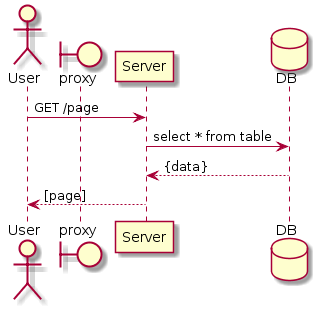 User proxy Server DB
GET /page
select * from table
{data}
[page]
User proxy Server DB